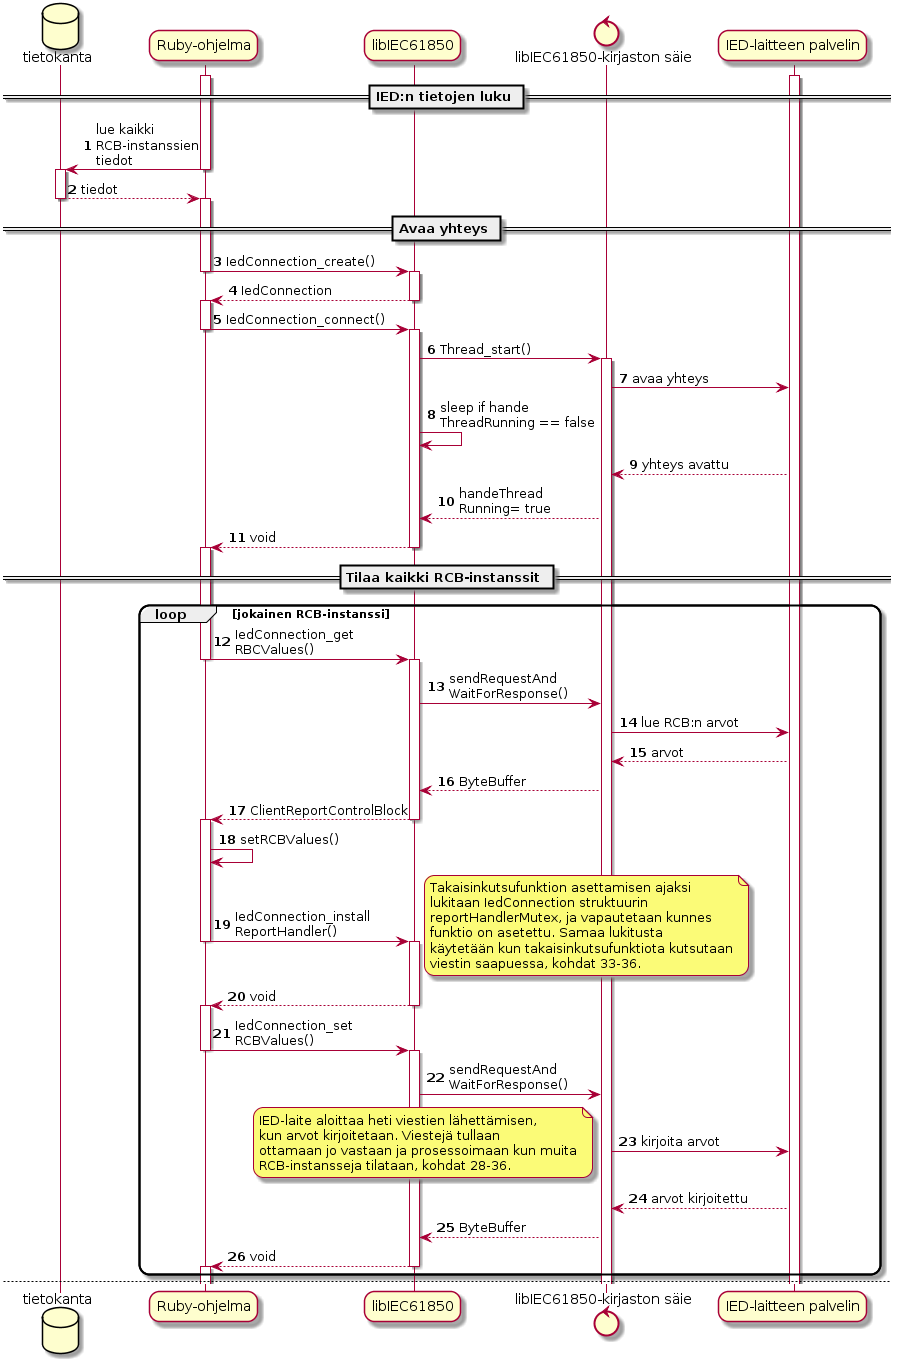 tietokanta
Ruby-ohjelma
libIEC61850
libIEC61850-kirjaston säie
IED-laitteen palvelin
IED:n tietojen luku
lue kaikki
1 RCB-instanssien
tiedot
2 tiedot
Avaa yhteys
3 IedConnection_create()
4 IedConnection
5 IedConnection_connect()
6 Thread_start()
7 avaa yhteys
sleep if hande
8 ThreadRunning == false
9 yhteys avattu
handeThread
10 Running= true
11 void
Tilaa kaikki RCB-instanssit
loop [jokainen RCB-instanssi]
IedConnection_get
12 RBCValues()
sendRequestAnd
13 WaitForResponse()
14 lue RCB:n arvot
15 arvot
16 ByteBuffer
17 ClientReportControlBlock
18 setRCBValues()
Takaisinkutsufunktion asettamisen ajaksi
lukitaan IedConnection struktuurin
reportHandlerMutex, ja vapautetaan kunnes
funktio on asetettu. Samaa lukitusta
käytetään kun takaisinkutsufunktiota kutsutaan
viestin saapuessa, kohdat 33-36.
IedConnection_install
19 ReportHandler()
20 void
IedConnection_set
21 RCBValues()
sendRequestAnd
22 WaitForResponse()
IED-laite aloittaa heti viestien lähettämisen,
kun arvot kirjoitetaan. Viestejä tullaan
ottamaan jo vastaan ja prosessoimaan kun muita
RCB-instansseja tilataan, kohdat 28-36.
23 kirjoita arvot
24 arvot kirjoitettu
25 ByteBuffer
26 void
tietokanta
Ruby-ohjelma
libIEC61850
libIEC61850-kirjaston säie
IED-laitteen palvelin